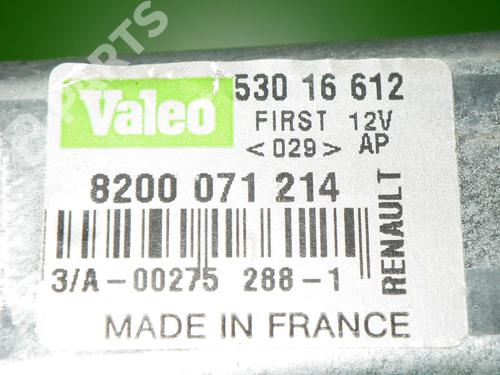 Valeo
530 16 612
FIRST 12V
<029> AP
8200 071 214
RENAULT
3/A-00275 288-1
MADE IN FRANCE
PARTS